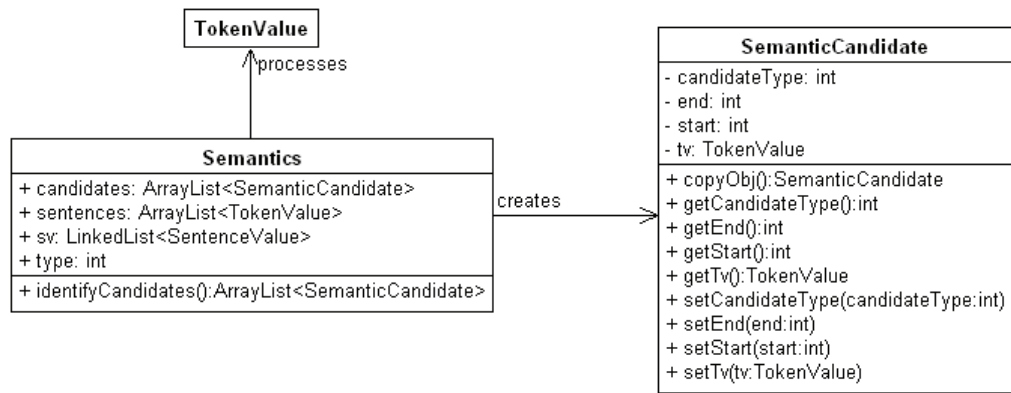 TokenValue
processes
Semantics
+ candidates: ArrayList<SemanticCandidate>
+ sentences: ArrayList<TokenValue>
+ sv: LinkedList<SentenceValue>
+ type: int
+ identifyCandidates():ArrayList<SemanticCandidate>
creates
SemanticCandidate
- candidateType: int
- end: int
- start: int
- tv: TokenValue
+ copyObj():SemanticCandidate
+ getCandidateType():int
+ getEnd():int
+ getStart():int
+ getTv():TokenValue
+ setCandidateType(candidateType:int)
+ setEnd(end:int)
+ setStart(start:int)
+ setTv(tv:TokenValue)